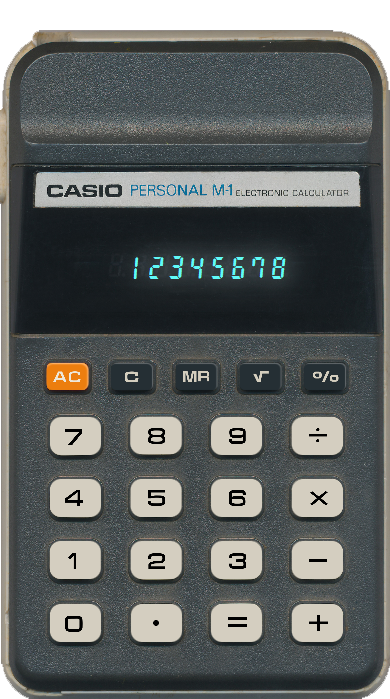 CASIO PERSONAL M-1 ELECTRONIC CALCULATOR
12345678
AC C MR √ %
7 8 9 ÷
4 5 6 ×
1 2 3 −
0 · = +